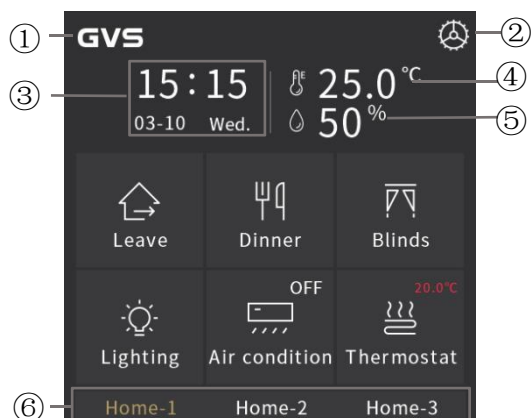 ① GVS ②
③ 15:15 E 25.0 °C ④
03-10 Wed. 50 % ⑤
Leave Dinner Blinds
OFF 20.0°C
Lighting Air condition Thermostat
⑥ Home-1 Home-2 Home-3